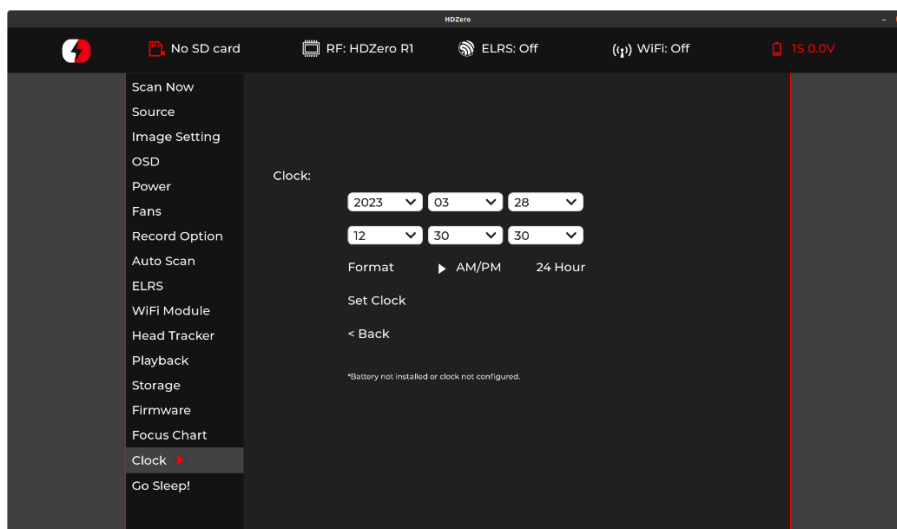 HDZero
No SD card RF: HDZero R1 ELRS: Off WiFi: Off 1S 0.0V
Scan Now
Source
Image Setting
OSD
Power
Fans
Record Option
Auto Scan
ELRS
WiFi Module
Head Tracker
Playback
Storage
Firmware
Focus Chart
Clock
Go Sleep!
Clock:
2023 03 28
12 30 30
Format AM/PM 24 Hour
Set Clock
< Back
*Battery not installed or clock not configured.